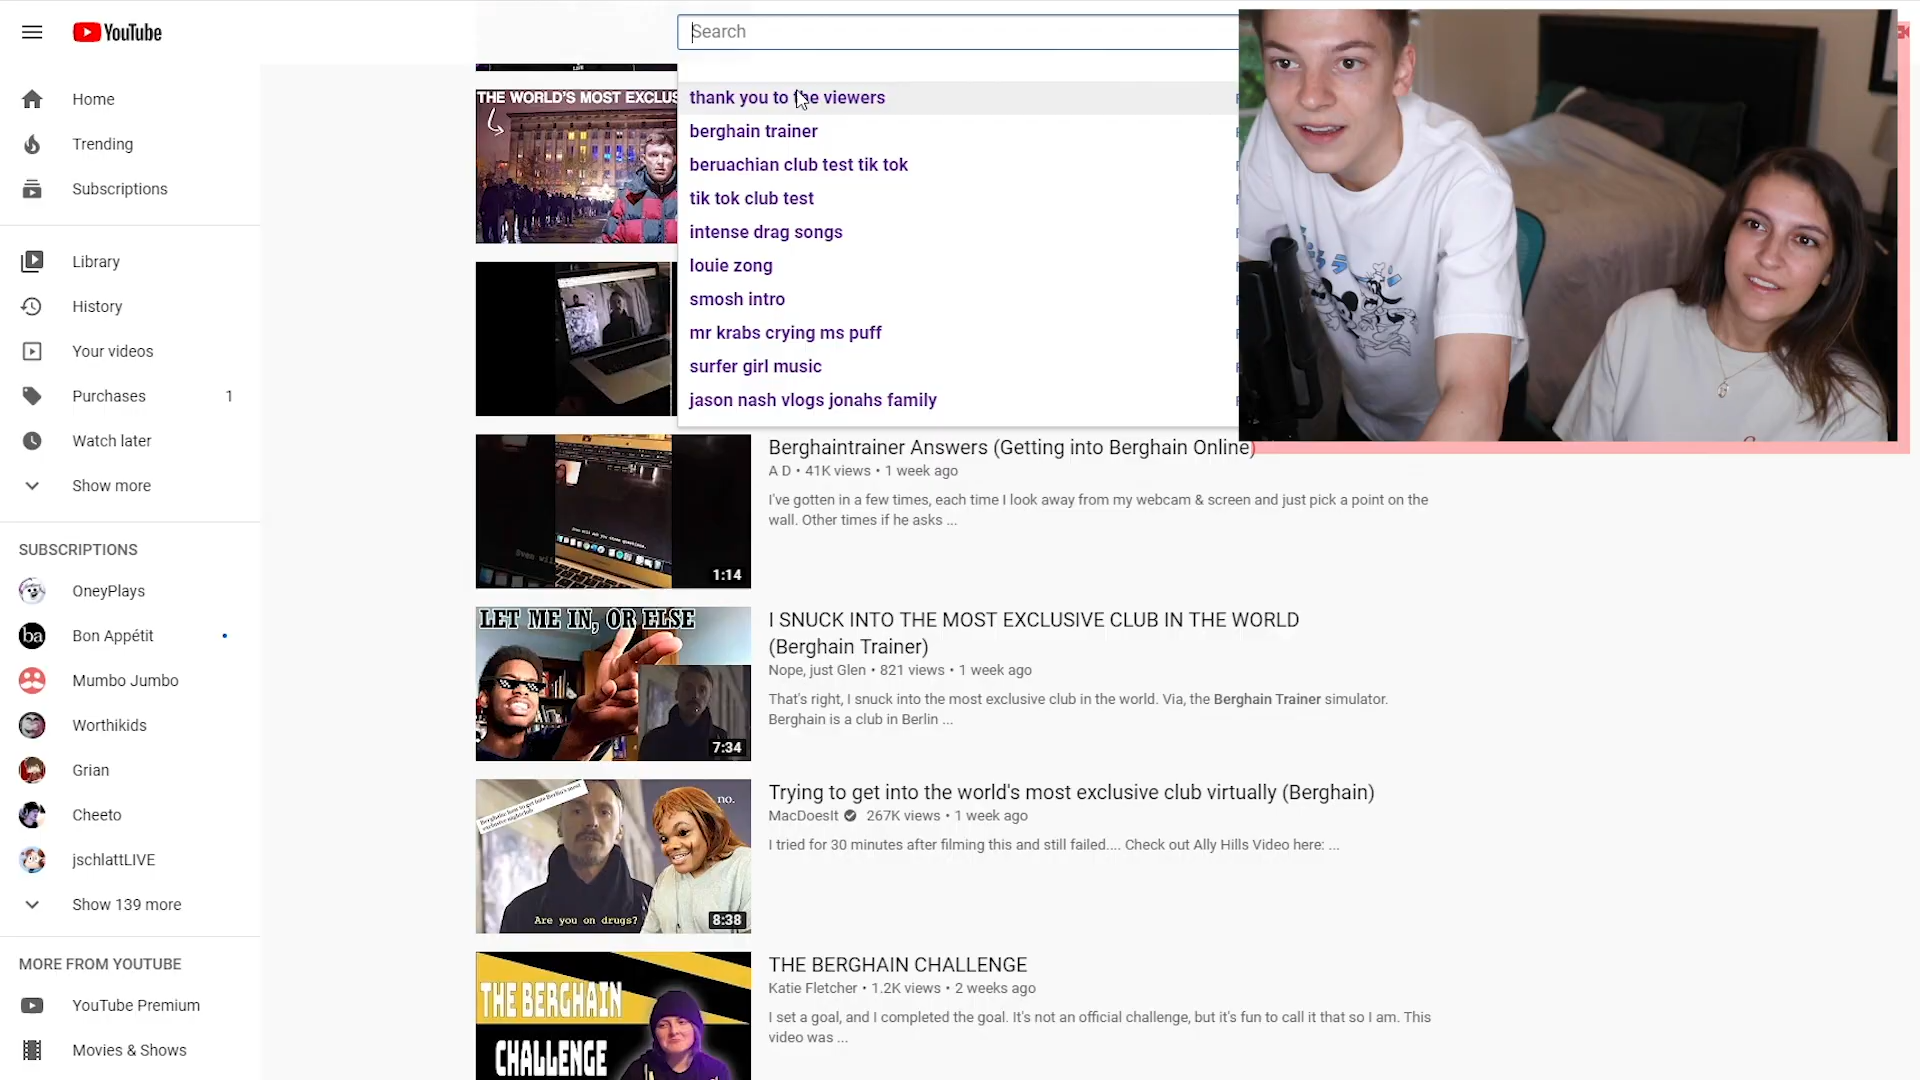 YouTube
Search
Home
Trending
Subscriptions
Library
History
Your videos
Purchases 1
Watch later
Show more
SUBSCRIPTIONS
OneyPlays
Bon Appétit
Mumbo Jumbo
Worthikids
Grian
Cheeto
jschlattLIVE
Show 139 more
MORE FROM YOUTUBE
YouTube Premium
Movies & Shows
thank you to the viewers
berghain trainer
beruachian club test tik tok
tik tok club test
intense drag songs
louie zong
smosh intro
mr krabs crying ms puff
surfer girl music
jason nash vlogs jonahs family
THE WORLD'S MOST EXCLUS
1:14
Berghaintrainer Answers (Getting into Berghain Online)
A D • 41K views • 1 week ago
I've gotten in a few times, each time I look away from my webcam & screen and just pick a point on the
wall. Other times if he asks ...
LET ME IN, OR ELSE
7:34
I SNUCK INTO THE MOST EXCLUSIVE CLUB IN THE WORLD
(Berghain Trainer)
Nope, just Glen • 821 views • 1 week ago
That's right, I snuck into the most exclusive club in the world. Via, the Berghain Trainer simulator.
Berghain is a club in Berlin ...
ba
no.
Are you on drugs?
8:38
Trying to get into the world's most exclusive club virtually (Berghain)
MacDoesIt 267K views • 1 week ago
I tried for 30 minutes after filming this and still failed.... Check out Ally Hills Video here: ...
THE BERGHAIN
CHALLENGE
THE BERGHAIN CHALLENGE
Katie Fletcher • 1.2K views • 2 weeks ago
I set a goal, and I completed the goal. It's not an official challenge, but it's fun to call it that so I am. This
video was ...